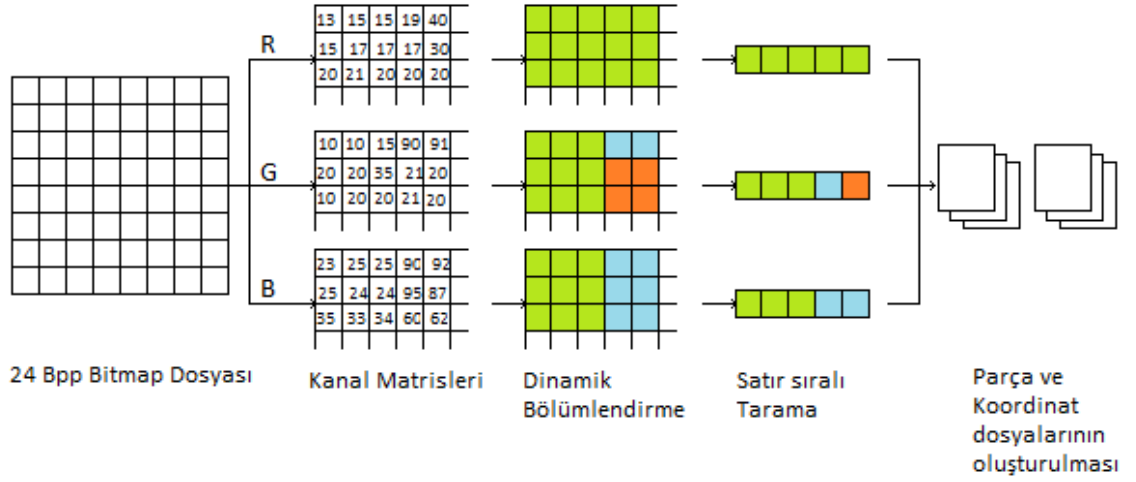 R
13 15 15 19 40
15 17 17 17 30
20 21 20 20 20
G
10 10 15 90 91
20 20 35 21 20
10 20 20 21 20
B
23 25 25 90 92
25 24 24 95 87
35 33 34 60 62
24 Bpp Bitmap Dosyası
Kanal Matrisleri
Dinamik
Bölümlendirme
Satır sıralı
Tarama
Parça ve
Koordinat
dosyalarının
oluşturulması